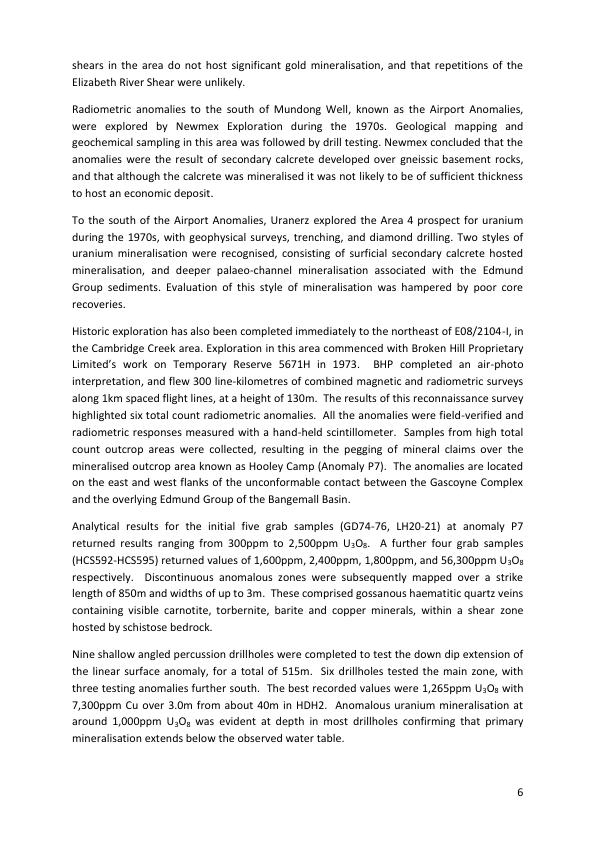 shears in the area do not host significant gold mineralisation, and that repetitions of the
Elizabeth River Shear were unlikely.
Radiometric anomalies to the south of Mundong Well, known as the Airport Anomalies,
were explored by Newmex Exploration during the 1970s. Geological mapping and
geochemical sampling in this area was followed by drill testing. Newmex concluded that the
anomalies were the result of secondary calcrete developed over gneissic basement rocks,
and that although the calcrete was mineralised it was not likely to be of sufficient thickness
to host an economic deposit.
To the south of the Airport Anomalies, Uranerz explored the Area 4 prospect for uranium
during the 1970s, with geophysical surveys, trenching, and diamond drilling. Two styles of
uranium mineralisation were recognised, consisting of surficial secondary calcrete hosted
mineralisation, and deeper palaeo-channel mineralisation associated with the Edmund
Group sediments. Evaluation of this style of mineralisation was hampered by poor core
recoveries.
Historic exploration has also been completed immediately to the northeast of E08/2104-I, in
the Cambridge Creek area. Exploration in this area commenced with Broken Hill Proprietary
Limited's work on Temporary Reserve 5671H in 1973. BHP completed an air-photo
interpretation, and flew 300 line-kilometres of combined magnetic and radiometric surveys
along 1km spaced flight lines, at a height of 130m. The results of this reconnaissance survey
highlighted six total count radiometric anomalies. All the anomalies were field-verified and
radiometric responses measured with a hand-held scintillometer. Samples from high total
count outcrop areas were collected, resulting in the pegging of mineral claims over the
mineralised outcrop area known as Hooley Camp (Anomaly P7). The anomalies are located
on the east and west flanks of the unconformable contact between the Gascoyne Complex
and the overlying Edmund Group of the Bangemall Basin.
Analytical results for the initial five grab samples (GD74-76, LH20-21) at anomaly P7
returned results ranging from 300ppm to 2,500ppm U₃O₈. A further four grab samples
(HCS592-HCS595) returned values of 1,600ppm, 2,400ppm, 1,800ppm, and 56,300ppm U₃O₈
respectively. Discontinuous anomalous zones were subsequently mapped over a strike
length of 850m and widths of up to 3m. These comprised gossanous haematitic quartz veins
containing visible carnotite, torbernite, barite and copper minerals, within a shear zone
hosted by schistose bedrock.
Nine shallow angled percussion drillholes were completed to test the down dip extension of
the linear surface anomaly, for a total of 515m. Six drillholes tested the main zone, with
three testing anomalies further south. The best recorded values were 1,265ppm U₃O₈ with
7,300ppm Cu over 3.0m from about 40m in HDH2. Anomalous uranium mineralisation at
around 1,000ppm U₃O₈ was evident at depth in most drillholes confirming that primary
mineralisation extends below the observed water table.
6